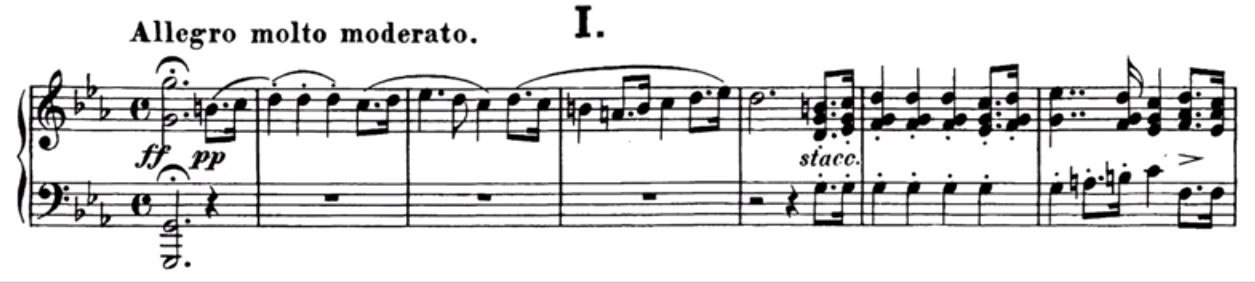 I.
Allegro molto moderato.
ff pp
stacc.